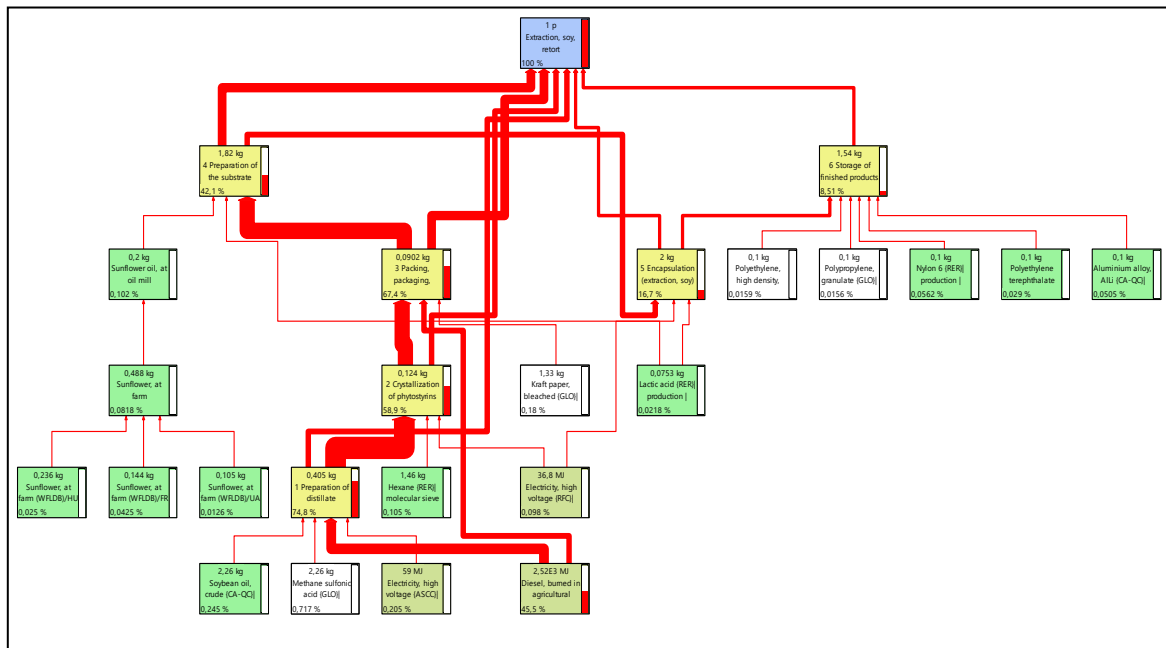 1 p
Extraction, soy,
retort
100 %
1,82 kg
4 Preparation of
the substrate
42,1 %
1,54 kg
6 Storage of
finished products
8,51 %
0,2 kg
Sunflower oil, at
oil mill
0,102 %
0,0902 kg
3 Packing,
packaging,
67,4 %
2 kg
5 Encapsulation
(extraction, soy)
16,7 %
0,1 kg
Polyethylene,
high density,
0,0159 %
0,1 kg
Polypropylene,
granulate (GLO)|
0,0156 %
0,1 kg
Nylon 6 (RER)|
production |
0,0562 %
0,1 kg
Polyethylene
terephthalate
0,029 %
0,1 kg
Aluminium alloy,
AlLi (CA-QC)|
0,0505 %
0,488 kg
Sunflower, at
farm
0,0818 %
0,124 kg
2 Crystallization
of phytostyrins
58,9 %
1,33 kg
Kraft paper,
bleached (GLO)|
0,18 %
0,0753 kg
Lactic acid (RER)|
production |
0,0218 %
0,236 kg
Sunflower, at
farm (WFLDB)/HU
0,025 %
0,144 kg
Sunflower, at
farm (WFLDB)/FR
0,0425 %
0,105 kg
Sunflower, at
farm (WFLDB)/UA
0,0126 %
0,405 kg
1 Preparation of
distillate
74,8 %
1,46 kg
Hexane (RER)|
molecular sieve
0,105 %
36,8 MJ
Electricity, high
voltage (RFC)|
0,098 %
2,26 kg
Soybean oil,
crude (CA-QC)|
0,245 %
2,26 kg
Methane sulfonic
acid (GLO)|
0,717 %
59 MJ
Electricity, high
voltage (ASCC)|
0,205 %
2,52E3 MJ
Diesel, burned in
agricultural
45,5 %